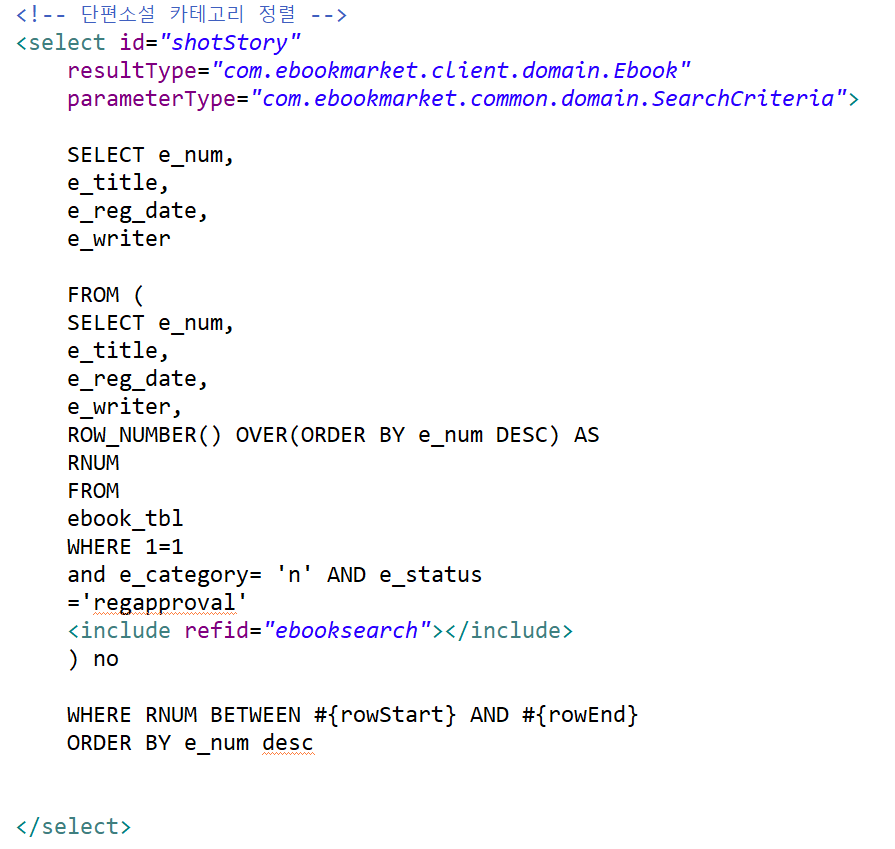 <!-- 단편소설 카테고리 정렬 -->
<select id="shotStory"
resultType="com.ebookmarket.client.domain.Ebook"
parameterType="com.ebookmarket.common.domain.SearchCriteria">
SELECT e_num,
e_title,
e_reg_date,
e_writer
FROM (
SELECT e_num,
e_title,
e_reg_date,
e_writer,
ROW_NUMBER() OVER(ORDER BY e_num DESC) AS
RNUM
FROM
ebook_tbl
WHERE 1=1
and e_category= 'n' AND e_status
='regapproval'
<include refid="ebooksearch"></include>
) no
WHERE RNUM BETWEEN #{rowStart} AND #{rowEnd}
ORDER BY e_num desc
</select>